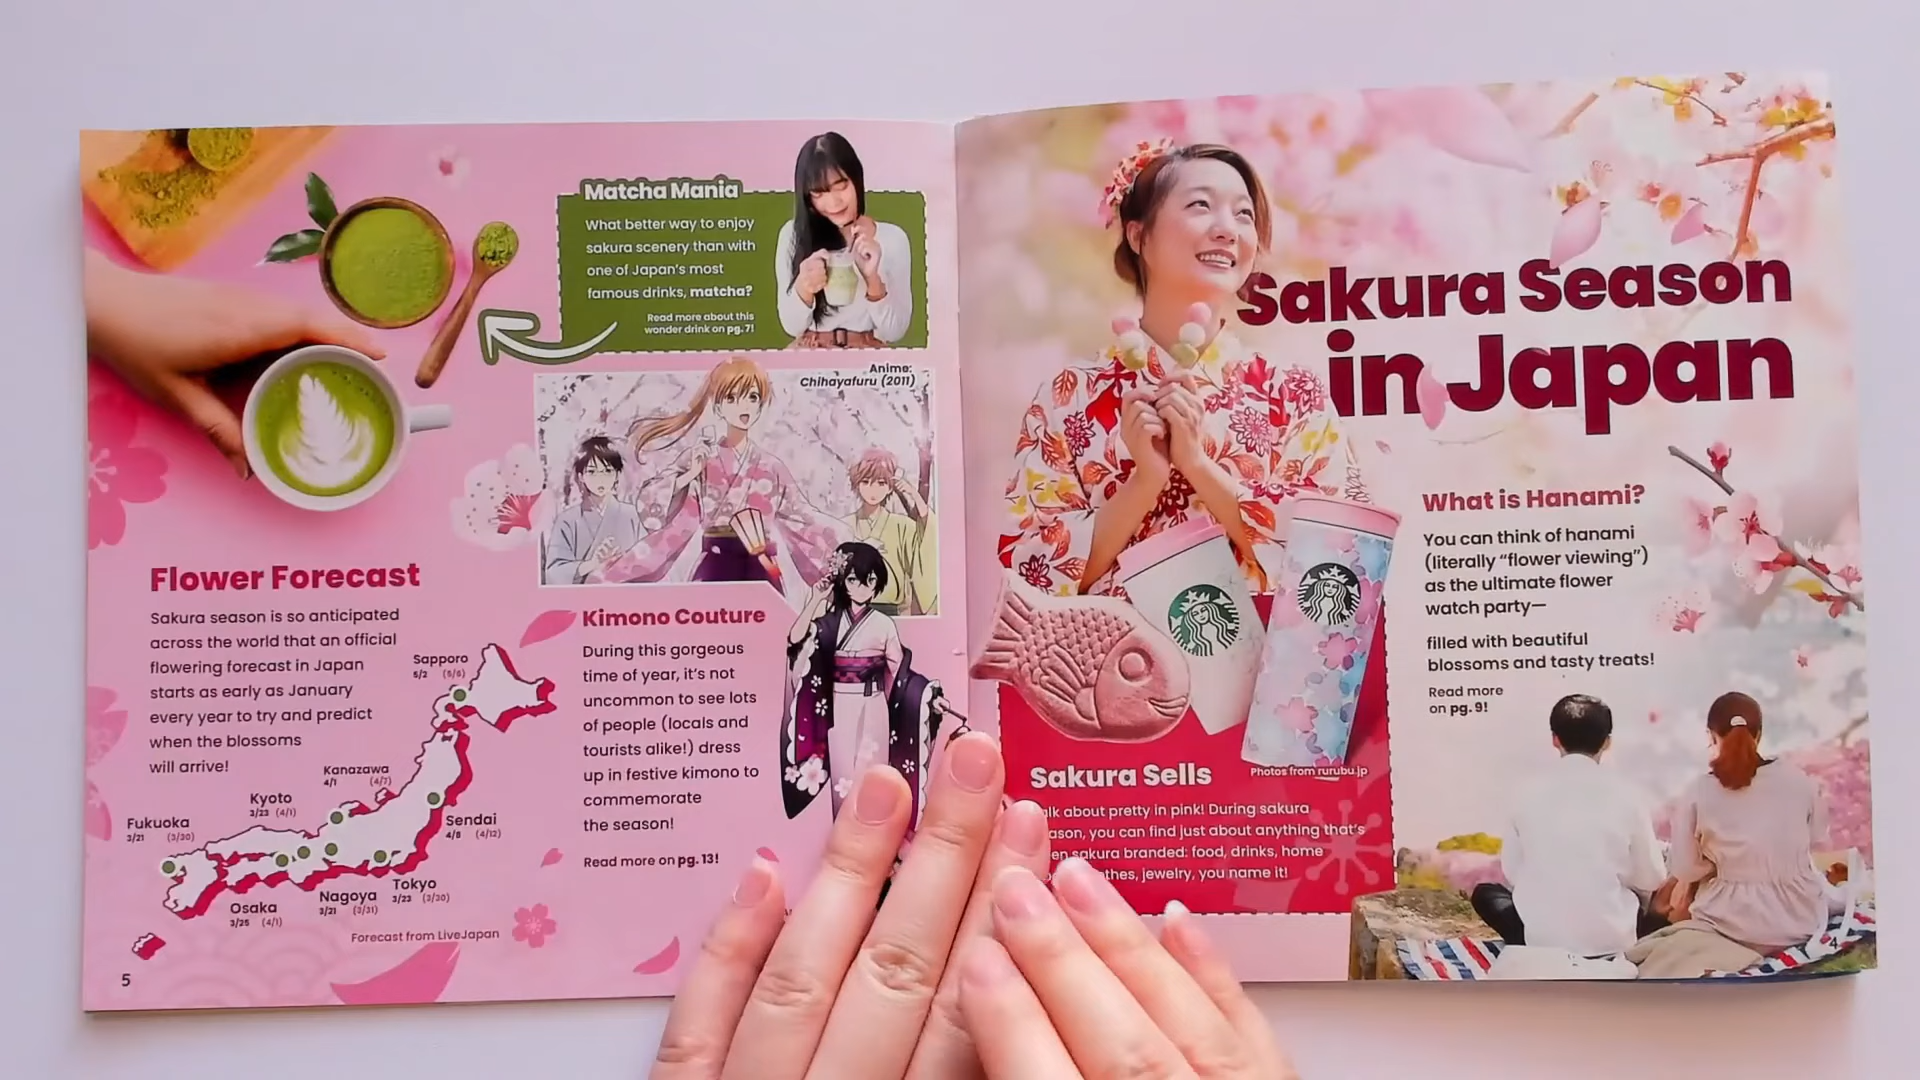 Matcha Mania
What better way to enjoy
sakura scenery than with
one of Japan's most
famous drinks, matcha?
Read more about this
wonder drink on pg. 7!
Anime:
Chihayafuru (2011)
Flower Forecast
Sakura season is so anticipated
across the world that an official
flowering forecast in Japan
starts as early as January
every year to try and predict
when the blossoms
will arrive!
Sapporo
5/2 (5/6)
Kanazawa
4/1 (4/7)
Kyoto
3/23 (4/1)
Fukuoka
3/21 (3/30)
Sendai
4/8 (4/12)
Tokyo
3/23 (3/30)
Nagoya
3/21 (3/31)
Osaka
3/25 (4/1)
Forecast from LiveJapan
5
Kimono Couture
During this gorgeous
time of year, it's not
uncommon to see lots
of people (locals and
tourists alike!) dress
up in festive kimono to
commemorate
the season!
Read more on pg. 13!
Sakura Season
in Japan
What is Hanami?
You can think of hanami
(literally “flower viewing”)
as the ultimate flower
watch party—
filled with beautiful
blossoms and tasty treats!
Read more
on pg. 9!
Sakura Sells
Photos from rurubu.jp
about pretty in pink! During sakura
you can find just about anything that's
sakura branded: food, drinks, home
jewelry, you name it!
4